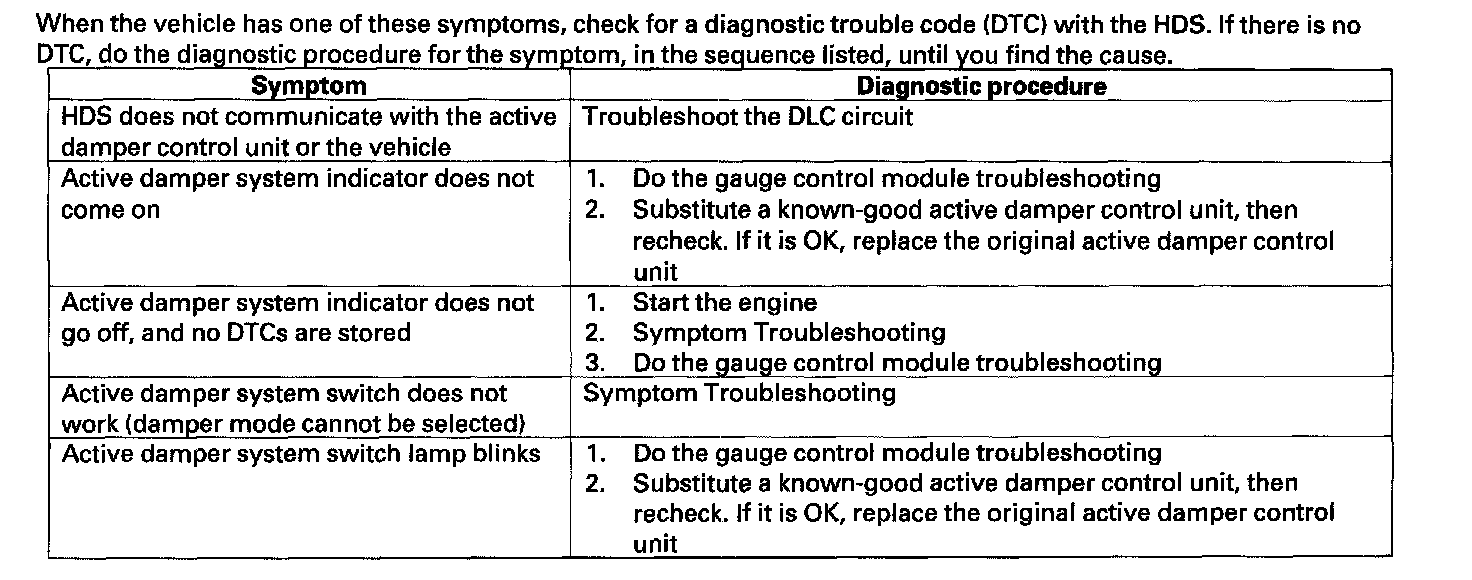 When the vehicle has one of these symptoms, check for a diagnostic trouble code (DTC) with the HDS. If there is no
DTC, do the diagnostic procedure for the symptom, in the sequence listed, until you find the cause.
Symptom
Diagnostic procedure
HDS does not communicate with the active
damper control unit or the vehicle
Troubleshoot the DLC circuit
Active damper system indicator does not
come on
1. Do the gauge control module troubleshooting
2. Substitute a known-good active damper control unit, then
recheck. If it is OK, replace the original active damper control
unit
Active damper system indicator does not
go off, and no DTCs are stored
1. Start the engine
2. Symptom Troubleshooting
3. Do the gauge control module troubleshooting
Active damper system switch does not
work (damper mode cannot be selected)
Symptom Troubleshooting
Active damper system switch lamp blinks
1. Do the gauge control module troubleshooting
2. Substitute a known-good active damper control unit, then
recheck. If it is OK, replace the original active damper control
unit